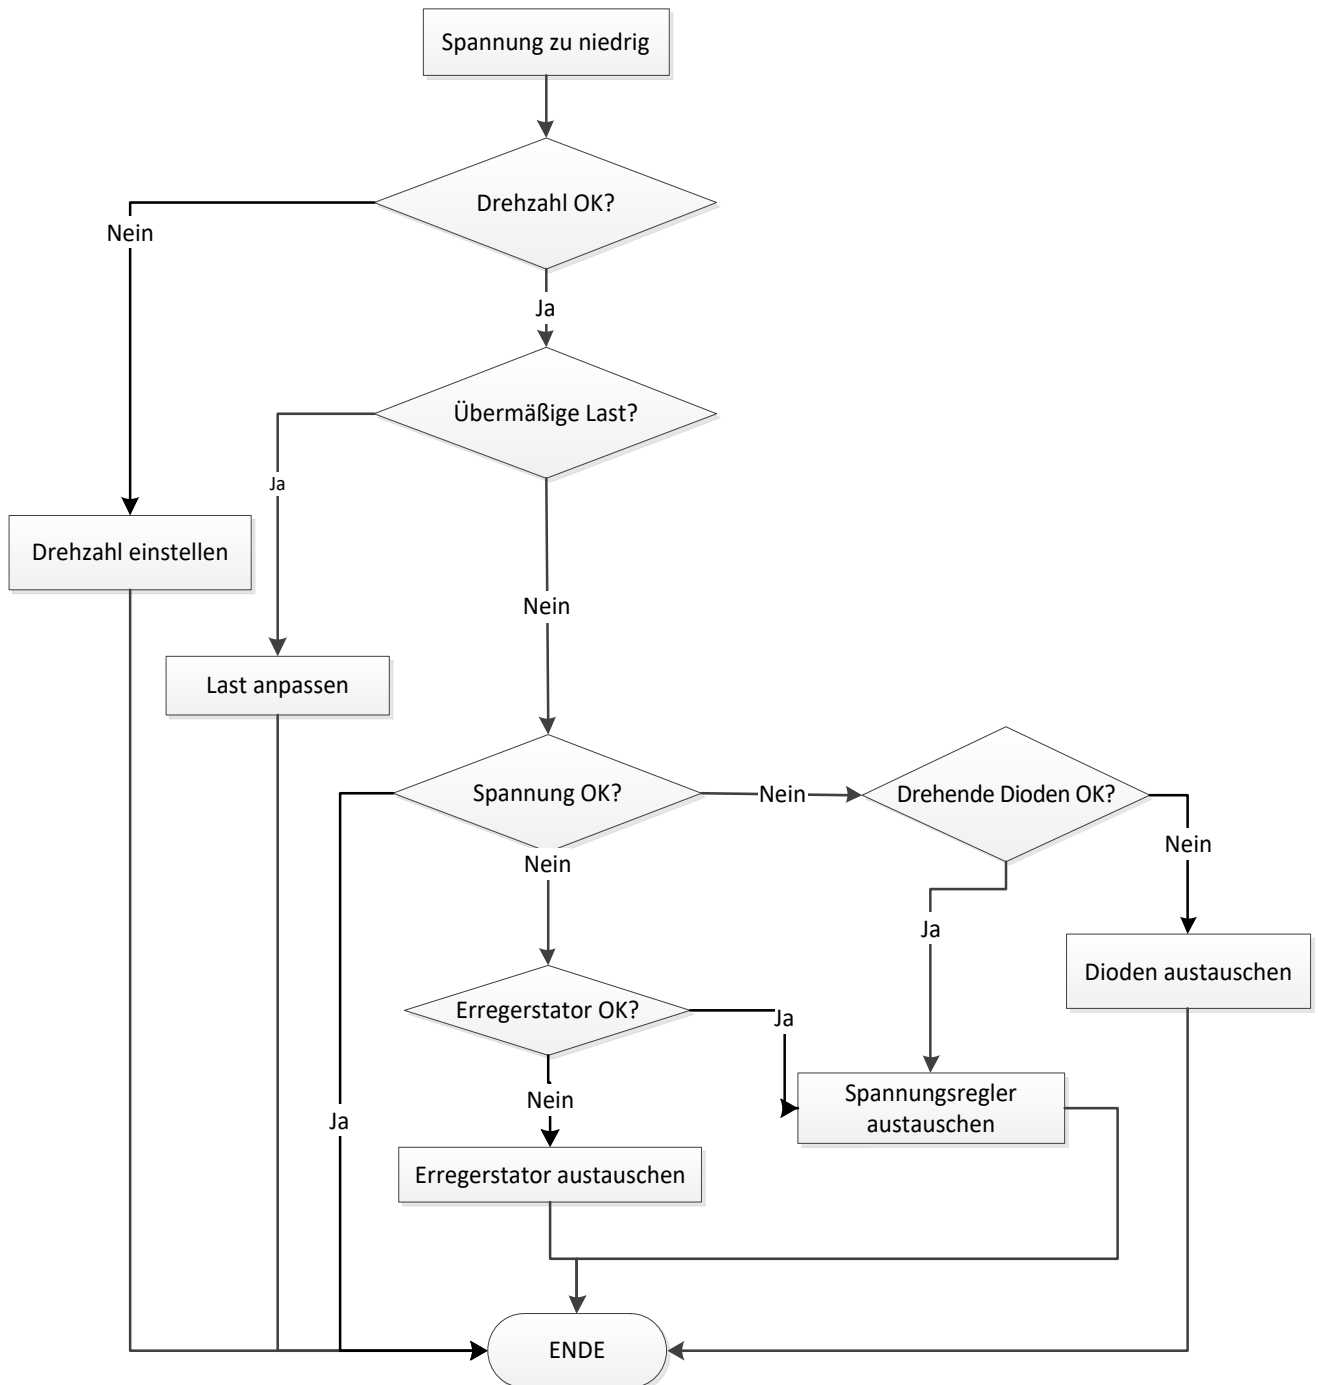 Spannung zu niedrig
Drehzahl OK?
Nein
Ja
Übermäßige Last?
Ja
Drehzahl einstellen
Nein
Last anpassen
Spannung OK?
Nein
Drehende Dioden OK?
Nein
Nein
Ja
Dioden austauschen
Erregerstator OK?
Ja
Nein
Spannungsregler
austauschen
Ja
Erregerstator austauschen
ENDE